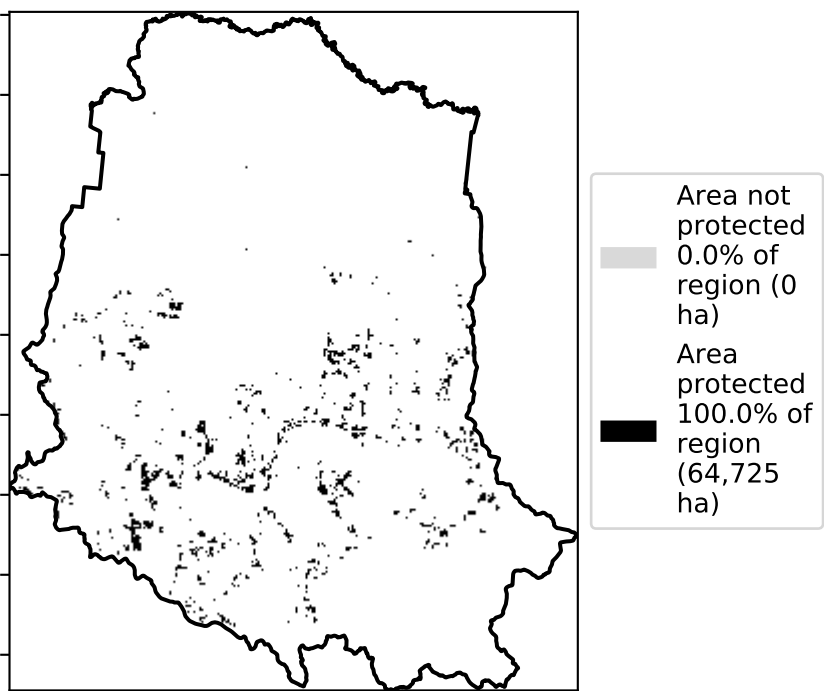 Area not
protected
0.0% of
region (0
ha)
Area
protected
100.0% of
region
(64,725
ha)